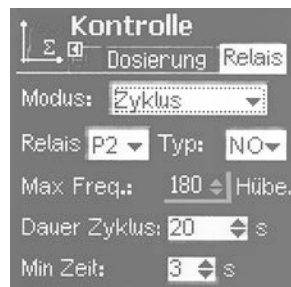 Kontrolle
Σ Dosierung Relais
Modus: Zyklus
Relais P2 Typ: NO
Max Freq.: 180 Hübe.
Dauer Zyklus: 20 s
Min Zeit: 3 s